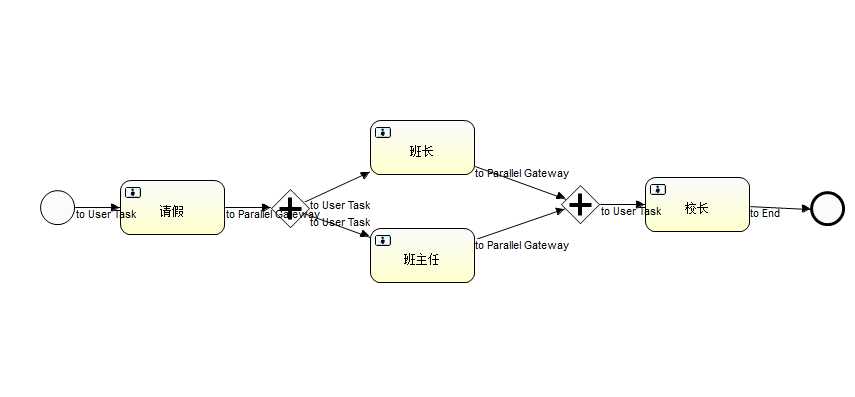 to User Task
请假
to Parallel Gateway
to User Task
to User Task
班长
班主任
to Parallel Gateway
to Parallel Gateway
to User Task
校长
to End